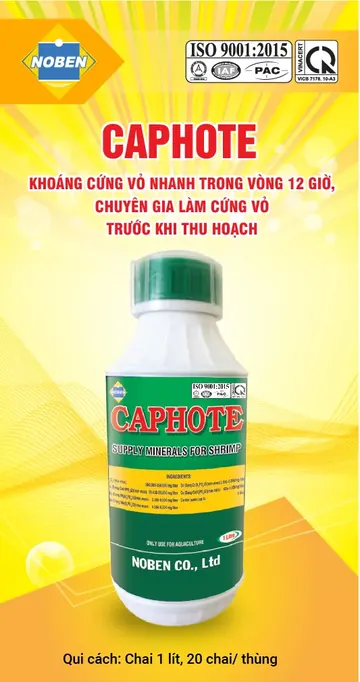 NOBEN
ISO 9001:2015
IAF
PAC
VINACERT
VICB 7178. 10-A3
CAPHOTE
KHOÁNG CỨNG VỎ NHANH TRONG VÒNG 12 GIỜ,
CHUYÊN GIA LÀM CỨNG VỎ
TRƯỚC KHI THU HOẠCH
ISO 9001:2015
CAPHOTE
SUPPLY MINERALS FOR SHRIMP
INGREDIENTS
ONLY USE FOR AQUACULTURE
1 Litre
NOBEN CO., Ltd
Qui cách: Chai 1 lít, 20 chai/ thùng